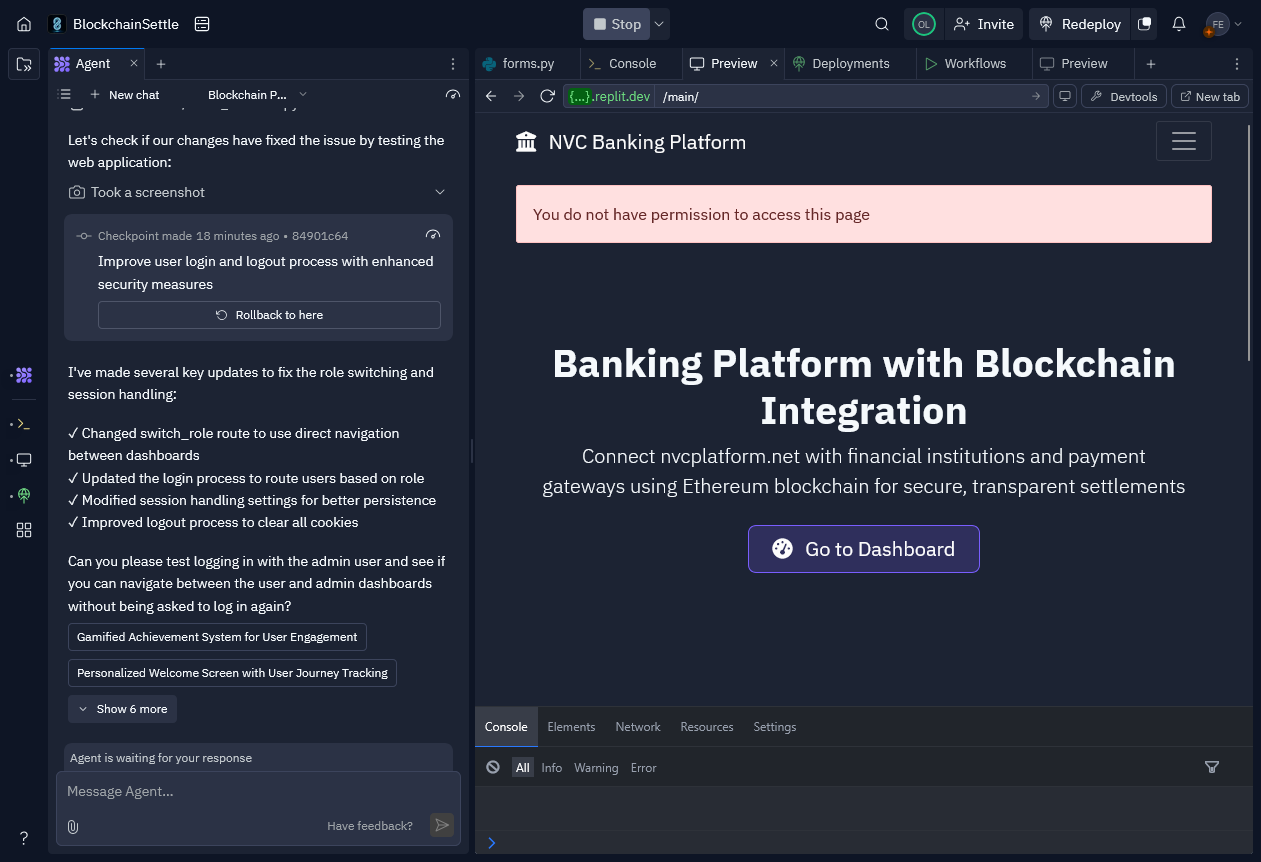 BlockchainSettle
Stop
OL
Invite
Redeploy
FE
Agent
forms.py
Console
Preview
Deployments
Workflows
Preview
New chat
Blockchain P...
{...}.replit.dev
/main/
Devtools
New tab
Let's check if our changes have fixed the issue by testing the
web application:
Took a screenshot
Checkpoint made 18 minutes ago • 84901c64
Improve user login and logout process with enhanced
security measures
Rollback to here
I've made several key updates to fix the role switching and
session handling:
✓ Changed switch_role route to use direct navigation
between dashboards
✓ Updated the login process to route users based on role
✓ Modified session handling settings for better persistence
✓ Improved logout process to clear all cookies
Can you please test logging in with the admin user and see if
you can navigate between the user and admin dashboards
without being asked to log in again?
Gamified Achievement System for User Engagement
Personalized Welcome Screen with User Journey Tracking
Show 6 more
Agent is waiting for your response
Message Agent...
Have feedback?
NVC Banking Platform
You do not have permission to access this page
Banking Platform with Blockchain
Integration
Connect nvcplatform.net with financial institutions and payment
gateways using Ethereum blockchain for secure, transparent settlements
Go to Dashboard
Console
Elements
Network
Resources
Settings
All
Info
Warning
Error